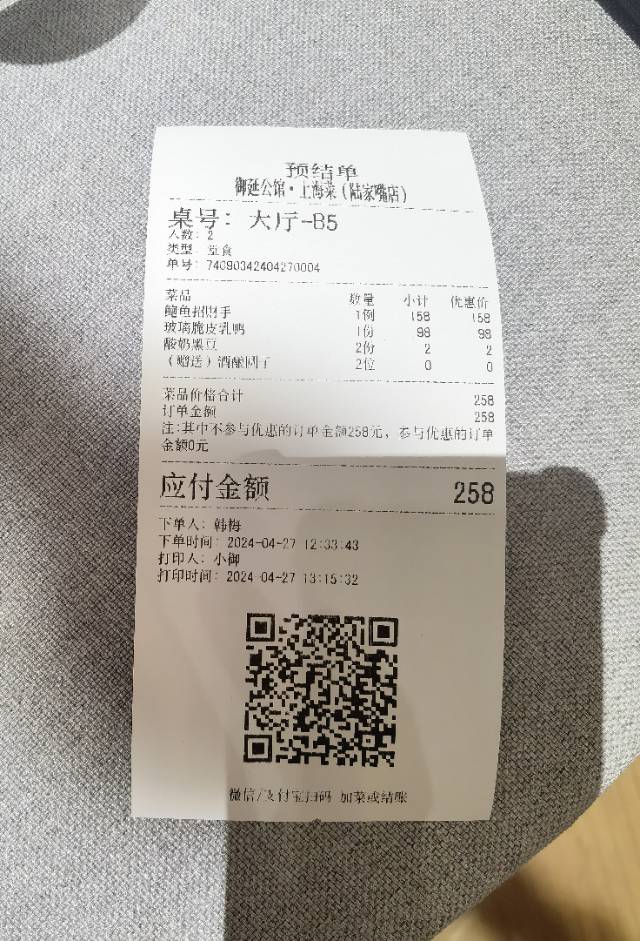 预结单
御延公馆·上海菜(陆家嘴店)
桌号: 大厅-B5
人数: 2
类型: 堂食
单号: 74090342404270004
菜品 数量 小计 优惠价
鲍鱼招财手 1例 158 158
玻璃脆皮乳鸭 1份 98 98
酸奶黑豆 2份 2 2
(赠送)酒酿圆子 2位 0 0
菜品价格合计 258
订单金额 258
注:其中不参与优惠的订单金额258元, 参与优惠的订单
金额0元
应付金额 258
下单人: 韩梅
下单时间: 2024-04-27 12:33:43
打印人: 小御
打印时间: 2024-04-27 13:15:32
微信/支付宝扫码 加菜或结账